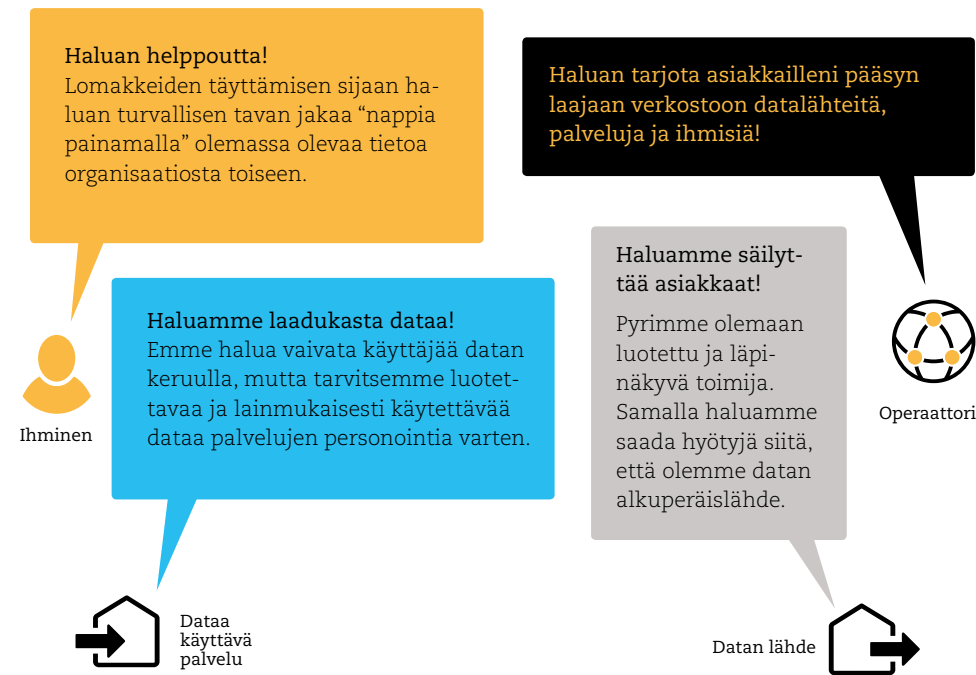 Haluan helppoutta!
Lomakkeiden täyttämisen sijaan ha-
luan turvallisen tavan jakaa “nappia
painamalla” olemassa olevaa tietoa
organisaatiosta toiseen.
Ihminen
Haluan tarjota asiakkailleni pääsyn
laajaan verkostoon datalähteitä,
palveluja ja ihmisiä!
Operaattori
Haluamme laadukasta dataa!
Emme halua vaivata käyttäjää datan
keruulla, mutta tarvitsemme luotet-
tavaa ja lainmukaisesti käytettävää
dataa palvelujen personointia varten.
Dataa
käyttävä
palvelu
Haluamme säilyt-
tää asiakkaat!
Pyrimme olemaan
luotettu ja läpi-
näkyvä toimija.
Samalla haluamme
saada hyötyjä siitä,
että olemme datan
alkuperäislähde.
Datan lähde